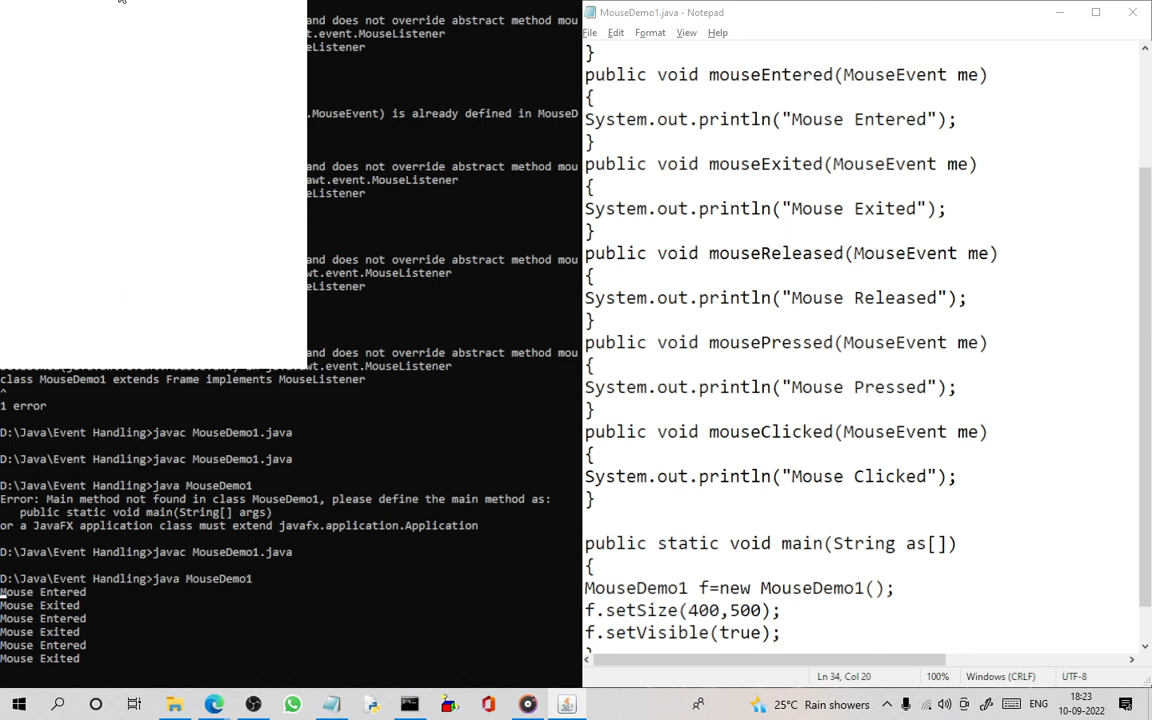 and does not override abstract method mou
t.event.MouseListener
eListener
.MouseEvent) is already defined in MouseD
and does not override abstract method mou
awt.event.MouseListener
eListener
and does not override abstract method mou
wt.event.MouseListener
eListener
and does not override abstract method mou
wt.event.MouseListener
class MouseDemo1 extends Frame implements MouseListener
^
1 error
D:\Java\Event Handling>javac MouseDemo1.java
D:\Java\Event Handling>javac MouseDemo1.java
D:\Java\Event Handling>java MouseDemo1
Error: Main method not found in class MouseDemo1, please define the main method as:
public static void main(String[] args)
or a JavaFX application class must extend javafx.application.Application
D:\Java\Event Handling>javac MouseDemo1.java
D:\Java\Event Handling>java MouseDemo1
Mouse Entered
Mouse Exited
Mouse Entered
Mouse Exited
Mouse Entered
Mouse Exited
MouseDemo1.java - Notepad
File Edit Format View Help
}
public void mouseEntered(MouseEvent me)
{
System.out.println("Mouse Entered");
}
public void mouseExited(MouseEvent me)
{
System.out.println("Mouse Exited");
}
public void mouseReleased(MouseEvent me)
{
System.out.println("Mouse Released");
}
public void mousePressed(MouseEvent me)
{
System.out.println("Mouse Pressed");
}
public void mouseClicked(MouseEvent me)
{
System.out.println("Mouse Clicked");
}
public static void main(String as[])
{
MouseDemo1 f=new MouseDemo1();
f.setSize(400,500);
f.setVisible(true);
Ln 34, Col 20 100% Windows (CRLF) UTF-8
25°C Rain showers ENG 18:23
10-09-2022